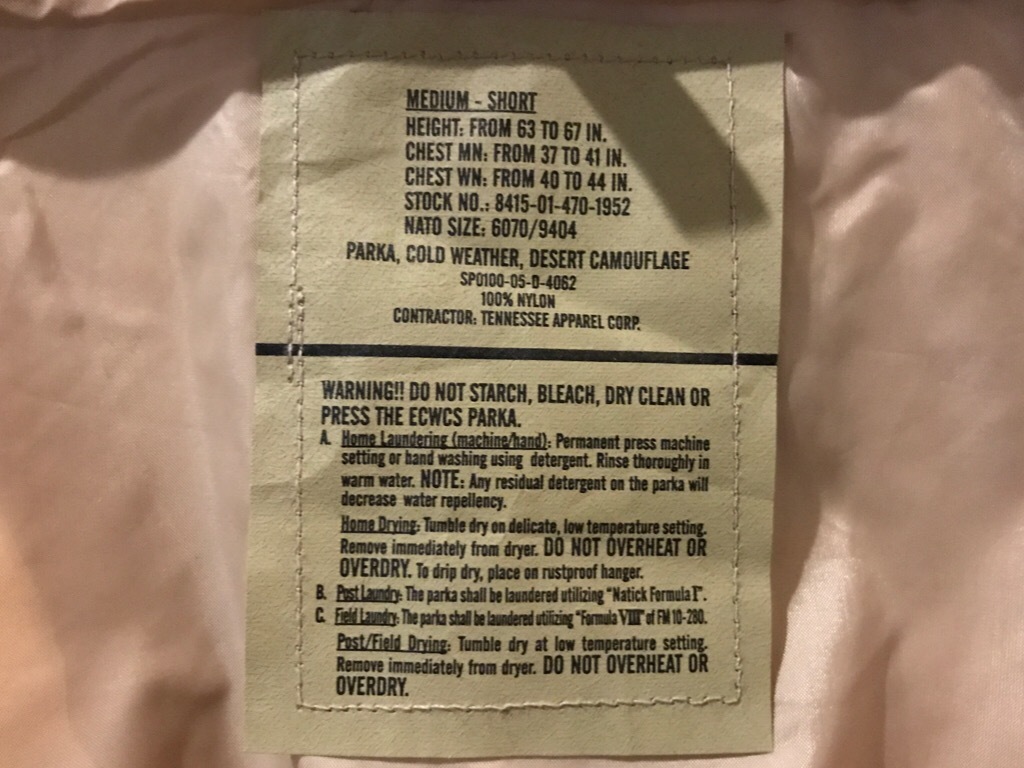 MEDIUM - SHORT
HEIGHT: FROM 63 TO 67 IN.
CHEST MN: FROM 37 TO 41 IN.
CHEST WN: FROM 40 TO 44 IN.
STOCK NO.: 8415-01-470-1952
NATO SIZE: 6070/9404
PARKA, COLD WEATHER, DESERT CAMOUFLAGE
SPO100-05-D-4062
100% NYLON
CONTRACTOR: TENNESSEE APPAREL CORP.
WARNING!! DO NOT STARCH, BLEACH, DRY CLEAN OR
PRESS THE ECWCS PARKA.
A. Home Laundering (machine/hand): Permanent press machine
setting or hand washing using detergent. Rinse thoroughly in
warm water. NOTE: Any residual detergent on the parka will
decrease water repellency.
Home Drying: Tumble dry on delicate, low temperature setting.
Remove immediately from dryer. DO NOT OVERHEAT OR
OVERDRY. To drip dry, place on rustproof hanger.
B. Post Laundry: The parka shall be laundered utilizing "Natick Formula I".
C. Field Laundry: The parka shall be laundered utilizing "Formula VIII" of FM 10-280.
Post/Field Drying: Tumble dry at low temperature setting.
Remove immediately from dryer. DO NOT OVERHEAT OR
OVERDRY.